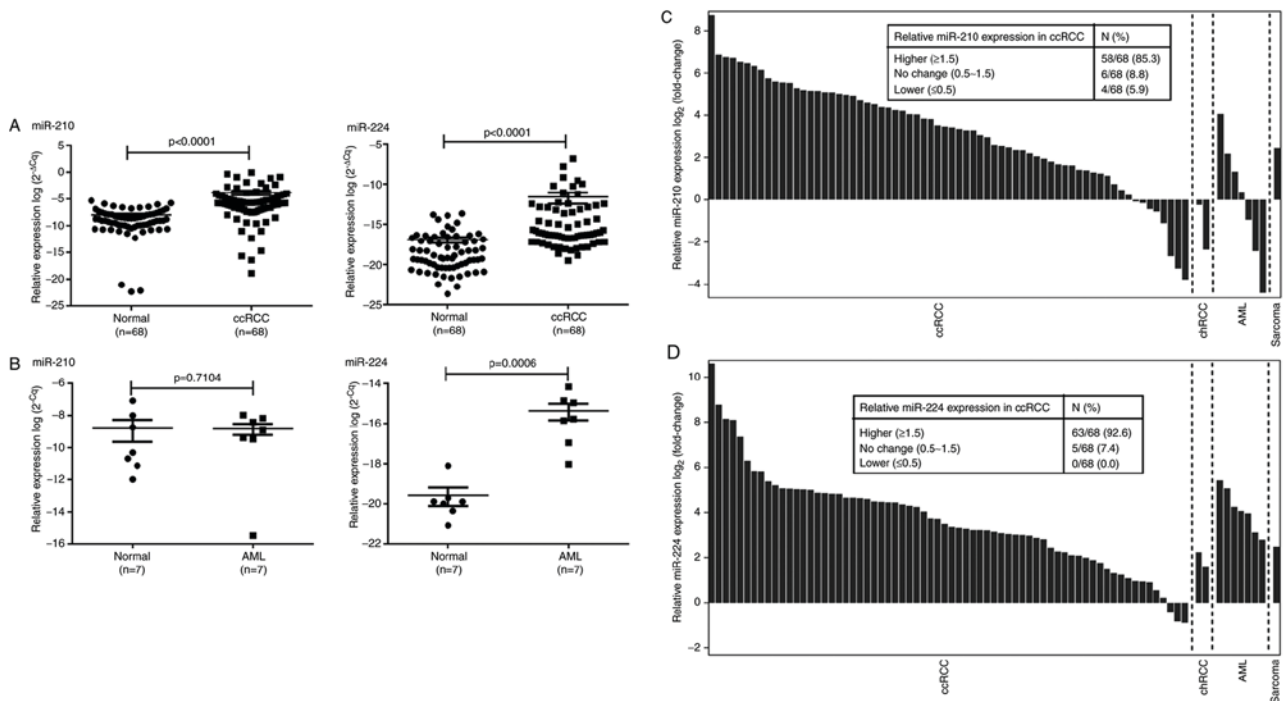 A
miR-210
p<0.0001
Relative expression log (2^-ΔCq)
5
0
−5
−10
−15
−20
−25
Normal
(n=68)
ccRCC
(n=68)
miR-224
p<0.0001
Relative expression log (2^-ΔCq)
−5
−10
−15
−20
−25
Normal
(n=68)
ccRCC
(n=68)
B
miR-210
p=0.7104
Relative expression log (2^-Cq)
−6
−8
−10
−12
−14
−16
Normal
(n=7)
AML
(n=7)
miR-224
p=0.0006
Relative expression log (2^-Cq)
−14
−16
−18
−20
−22
Normal
(n=7)
AML
(n=7)
C
Relative miR-210 expression log2 (fold-change)
8
6
4
2
0
−2
−4
Relative miR-210 expression in ccRCC N (%)
Higher (≥1.5) 58/68 (85.3)
No change (0.5~1.5) 6/68 (8.8)
Lower (≤0.5) 4/68 (5.9)
ccRCC
chRCC
AML
Sarcoma
D
Relative miR-224 expression log2 (fold-change)
10
8
6
4
2
0
−2
Relative miR-224 expression in ccRCC N (%)
Higher (≥1.5) 63/68 (92.6)
No change (0.5~1.5) 5/68 (7.4)
Lower (≤0.5) 0/68 (0.0)
ccRCC
chRCC
AML
Sarcoma